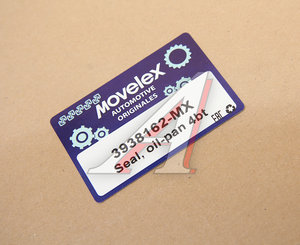 Movelex
AUTOMOTIVE
ORIGINALES
3938162-MX
Seal, oil-pan 4bt
EAC